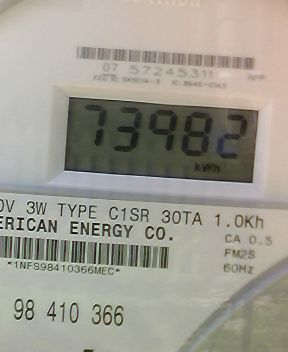 07 57245311
73982
kWh
0V 3W TYPE C1SR 30TA 1.0Kh
ERICAN ENERGY CO.
CA 0.5
FM2S
*1NFS98410366MEC*
60Hz
98 410 366